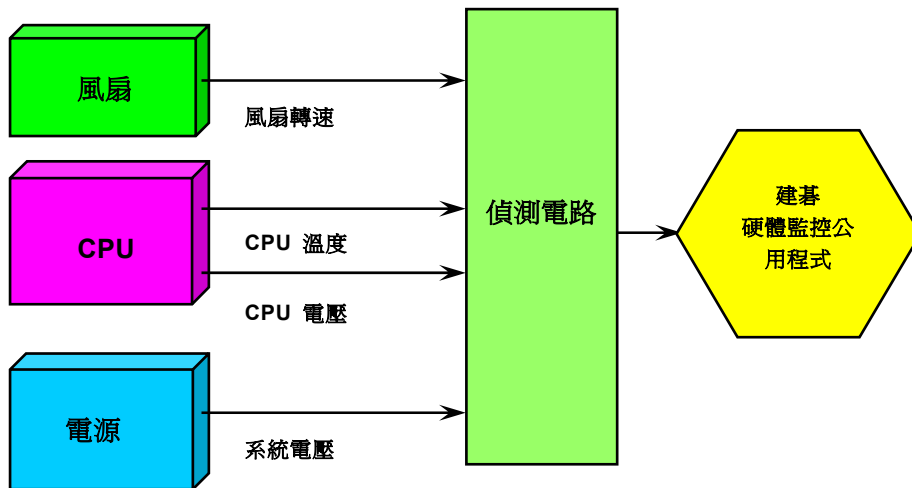 風扇
風扇轉速
CPU
CPU 溫度
CPU 電壓
電源
系統電壓
偵測電路
建碁
硬體監控公
用程式